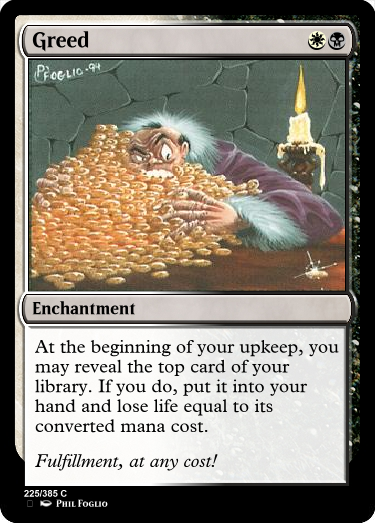 Greed
P. FOGLIO-94
Enchantment
At the beginning of your upkeep, you
may reveal the top card of your
library. If you do, put it into your
hand and lose life equal to its
converted mana cost.
Fulfillment, at any cost!
225/385 C
PHIL FOGLIO